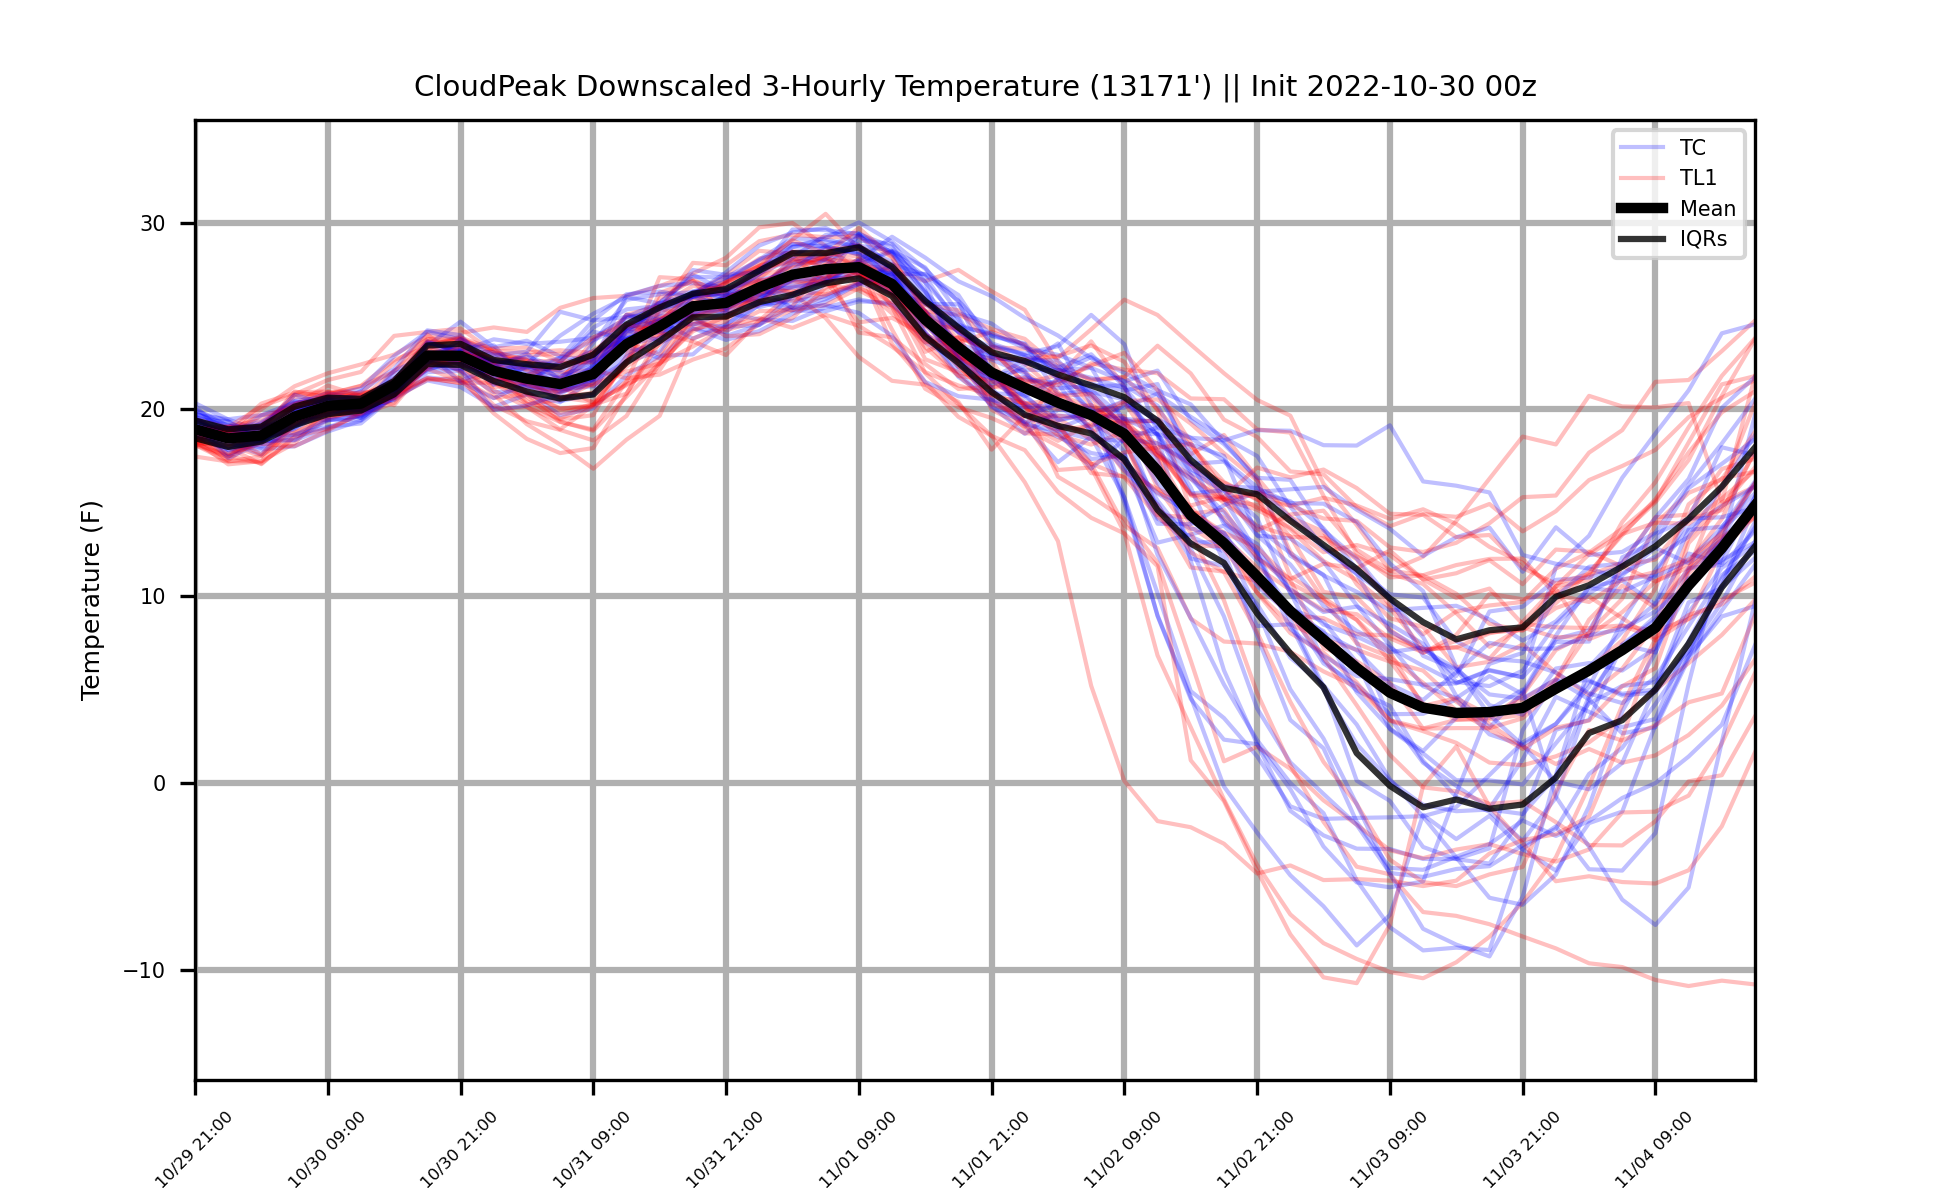 CloudPeak Downscaled 3-Hourly Temperature (13171') || Init 2022-10-30 00z
TC
TL1
Mean
IQRs
Temperature (F)
30
20
10
0
−10
10/29 21:00
10/30 09:00
10/30 21:00
10/31 09:00
10/31 21:00
11/01 09:00
11/01 21:00
11/02 09:00
11/02 21:00
11/03 09:00
11/03 21:00
11/04 09:00